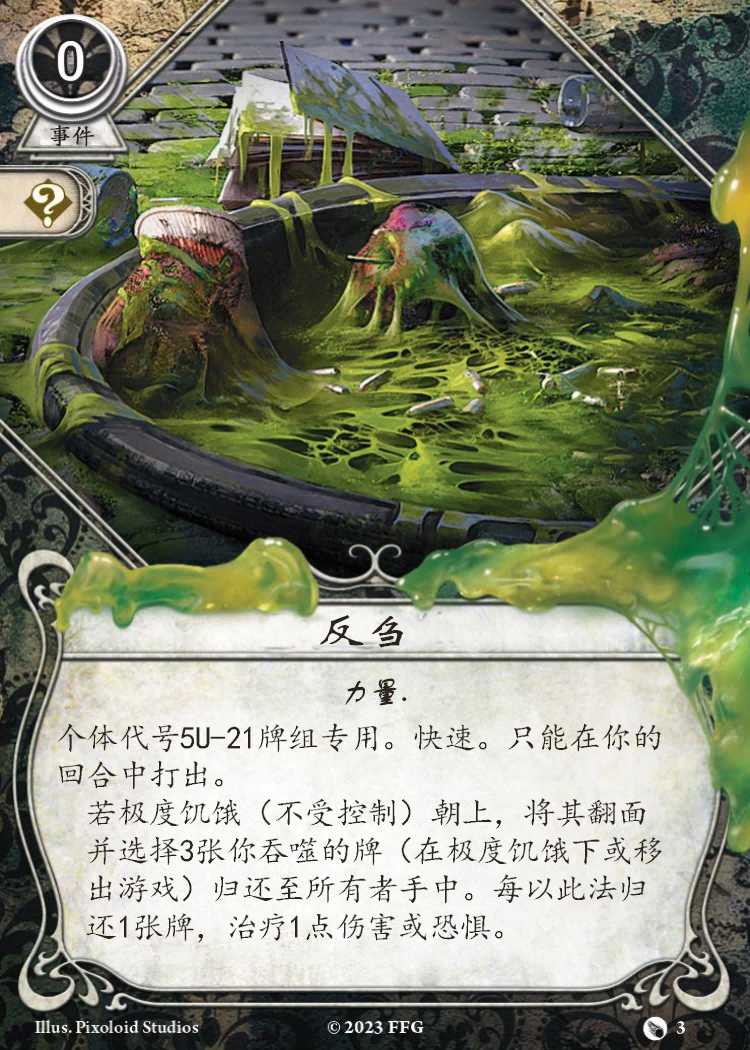 0
事件
?
反刍
力量.
个体代号5U-21牌组专用。快速。只能在你的
回合中打出。
若极度饥饿（不受控制）朝上，将其翻面
并选择3张你吞噬的牌（在极度饥饿下或移
出游戏）归还至所有者手中。每以此法归
还1张牌，治疗1点伤害或恐惧。
Illus. Pixoloid Studios © 2023 FFG 3